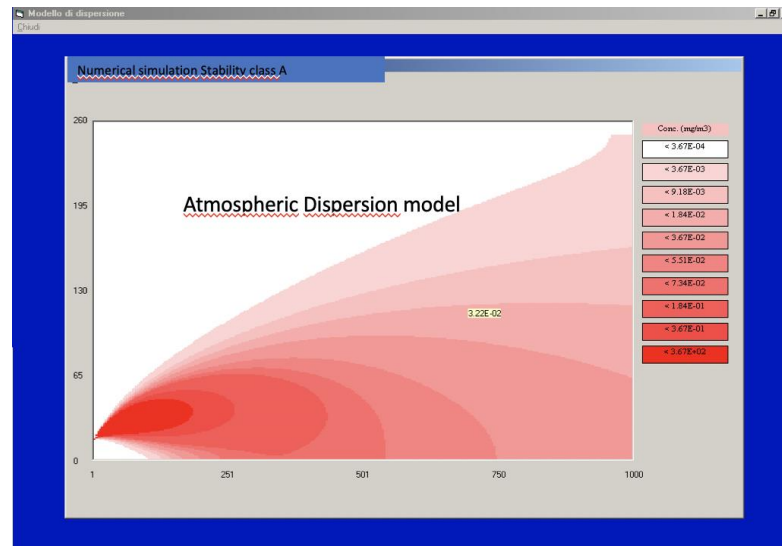 Modello di dispersione
Chiudi
Numerical simulation Stability class A
260
Conc. (mg/m3)
< 3.67E-04
< 3.67E-03
< 9.18E-03
195
Atmospheric Dispersion model
< 1.84E-02
< 3.67E-02
< 5.51E-02
130
< 7.34E-02
3.22E-02
< 1.84E-01
< 3.67E-01
< 3.67E+02
65
0
1
251
501
750
1000